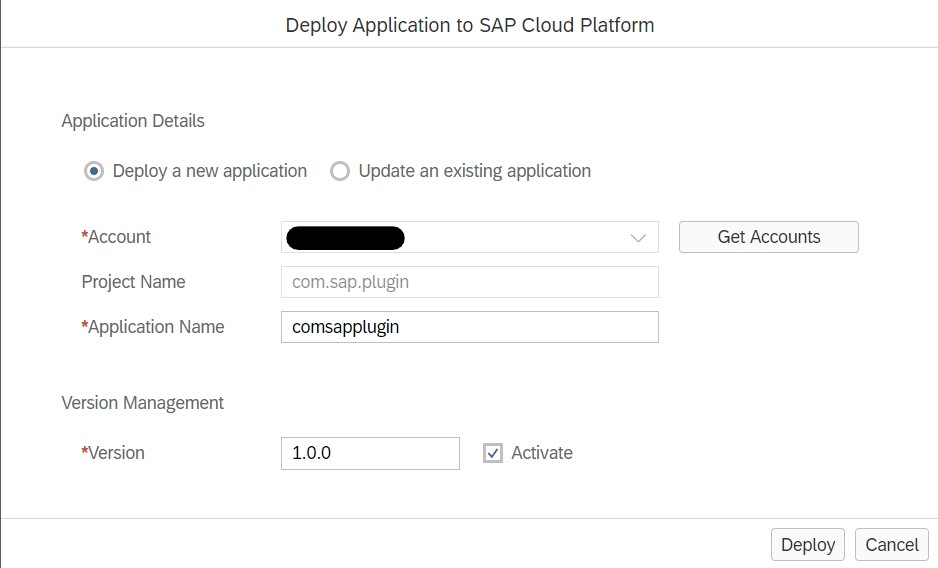 Deploy Application to SAP Cloud Platform
Application Details
Deploy a new application Update an existing application
*Account Get Accounts
Project Name com.sap.plugin
*Application Name comsapplugin
Version Management
*Version 1.0.0 Activate
Deploy Cancel